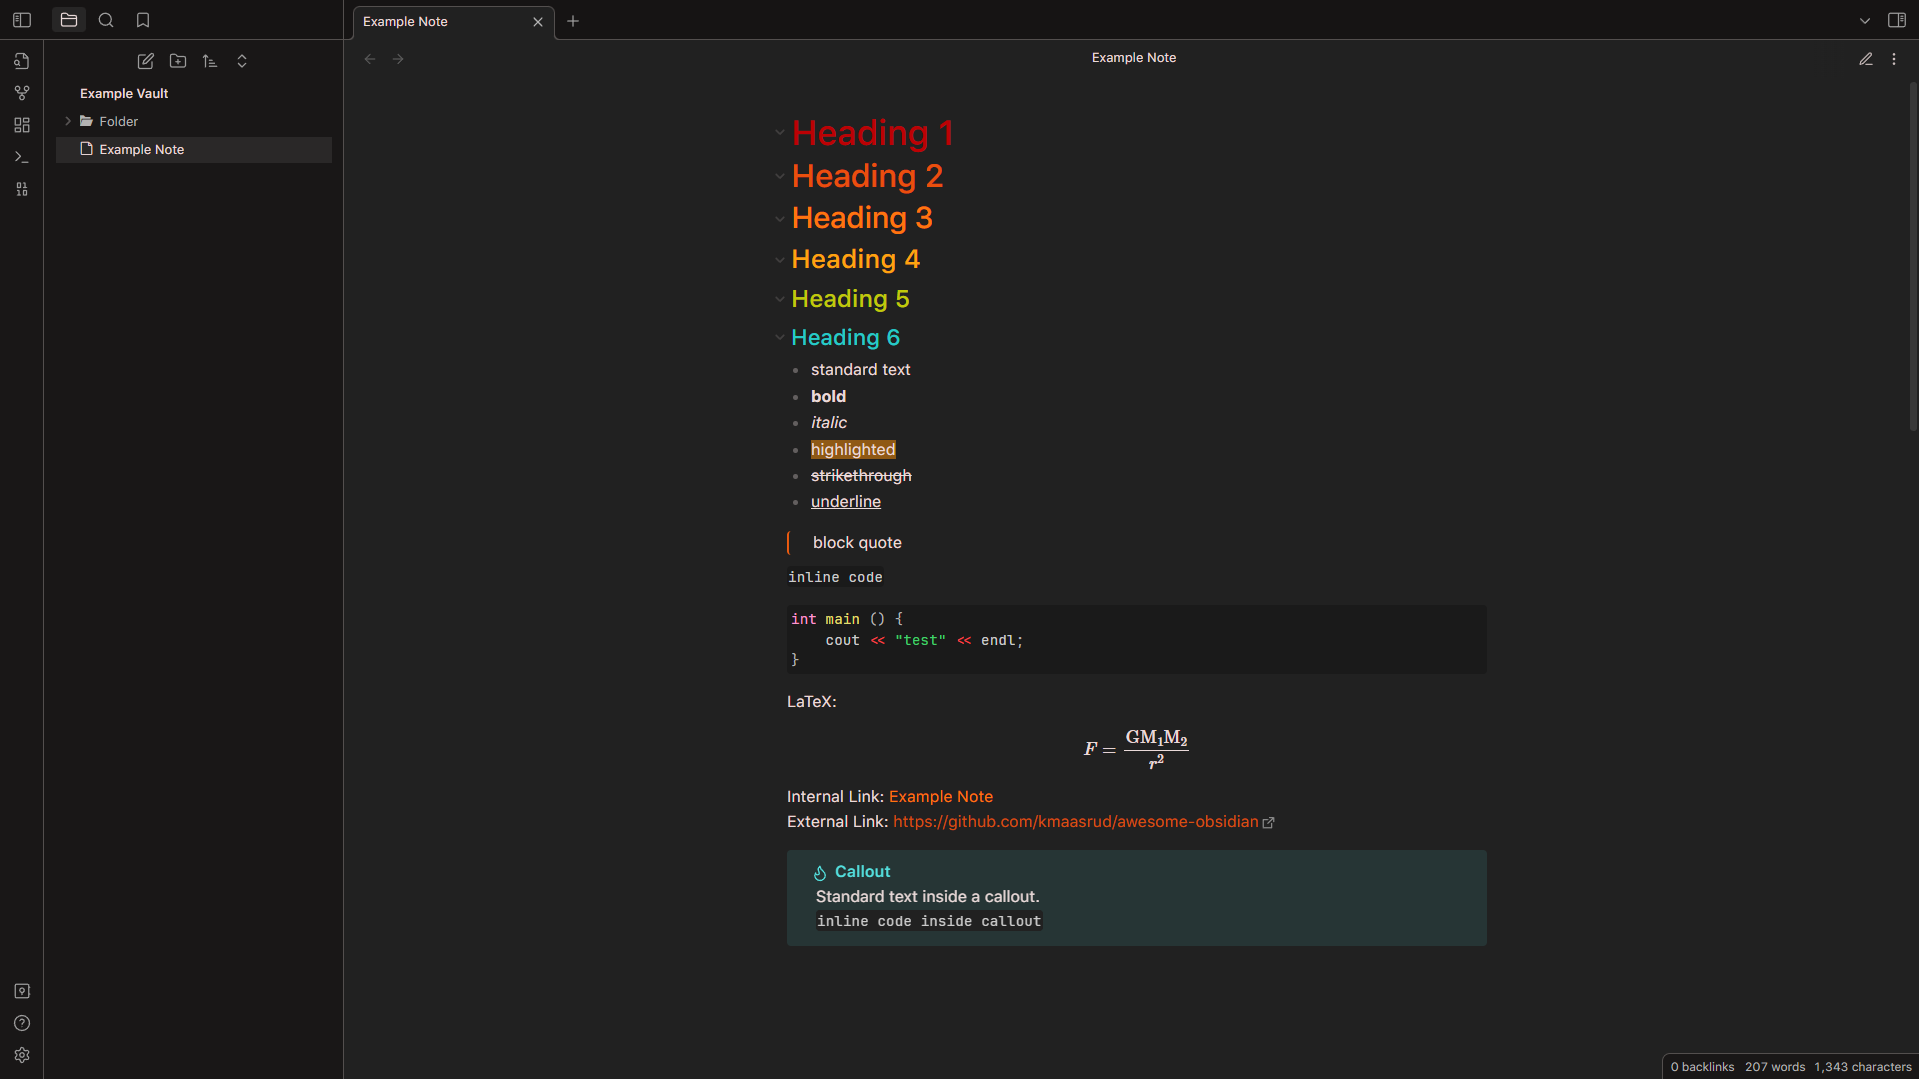 Example Note
Example Note
Example Vault
Folder
Example Note
Heading 1
Heading 2
Heading 3
Heading 4
Heading 5
Heading 6
standard text
bold
italic
highlighted
strikethrough
underline
block quote
inline code
int main () {
    cout << "test" << endl;
}
LaTeX:
F = GM₁M₂ / r²
Internal Link: Example Note
External Link: https://github.com/kmaasrud/awesome-obsidian
Callout
Standard text inside a callout.
inline code inside callout
0 backlinks 207 words 1,343 characters